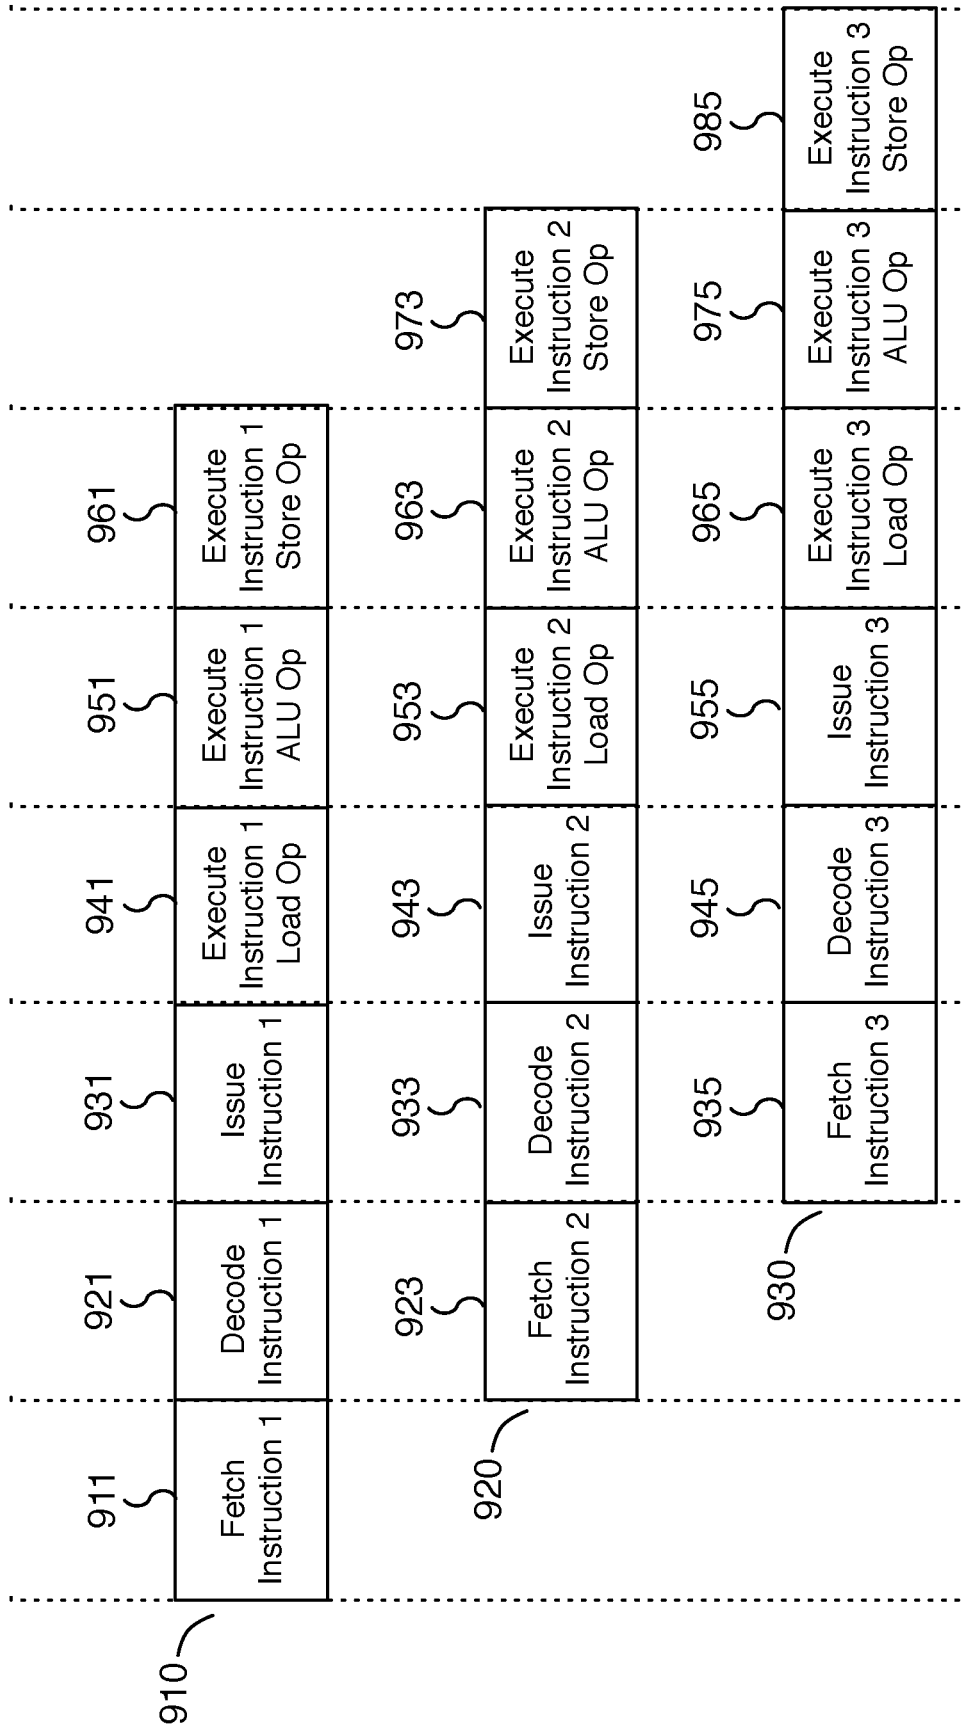 910
911
Fetch
Instruction 1
921
Decode
Instruction 1
931
Issue
Instruction 1
941
Execute
Instruction 1
Load Op
951
Execute
Instruction 1
ALU Op
961
Execute
Instruction 1
Store Op
920
923
Fetch
Instruction 2
933
Decode
Instruction 2
943
Issue
Instruction 2
953
Execute
Instruction 2
Load Op
963
Execute
Instruction 2
ALU Op
973
Execute
Instruction 2
Store Op
930
935
Fetch
Instruction 3
945
Decode
Instruction 3
955
Issue
Instruction 3
965
Execute
Instruction 3
Load Op
975
Execute
Instruction 3
ALU Op
985
Execute
Instruction 3
Store Op